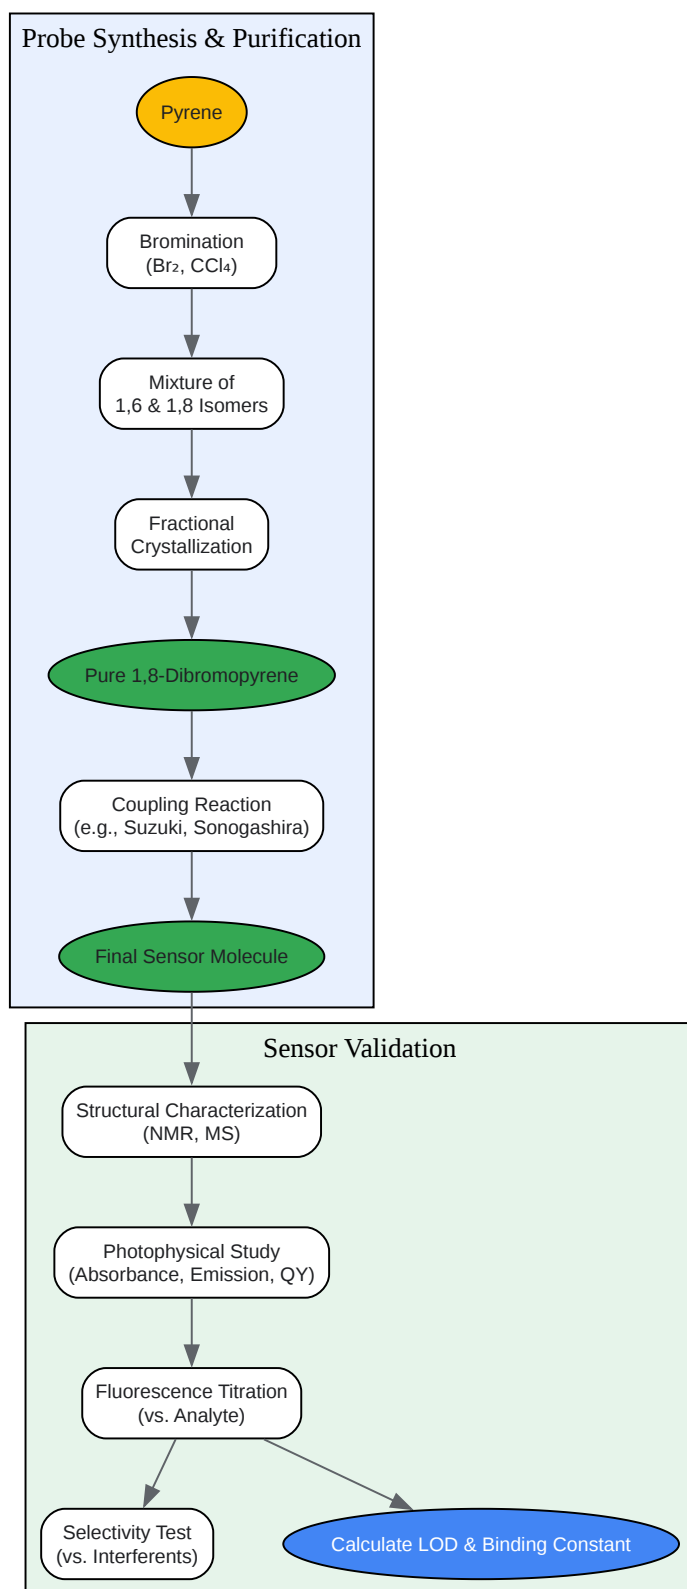 Probe Synthesis & Purification
Pyrene
Bromination
(Br₂, CCl₄)
Mixture of
1,6 & 1,8 Isomers
Fractional
Crystallization
Pure 1,8-Dibromopyrene
Coupling Reaction
(e.g., Suzuki, Sonogashira)
Final Sensor Molecule
Sensor Validation
Structural Characterization
(NMR, MS)
Photophysical Study
(Absorbance, Emission, QY)
Fluorescence Titration
(vs. Analyte)
Selectivity Test
(vs. Interferents)
Calculate LOD & Binding Constant